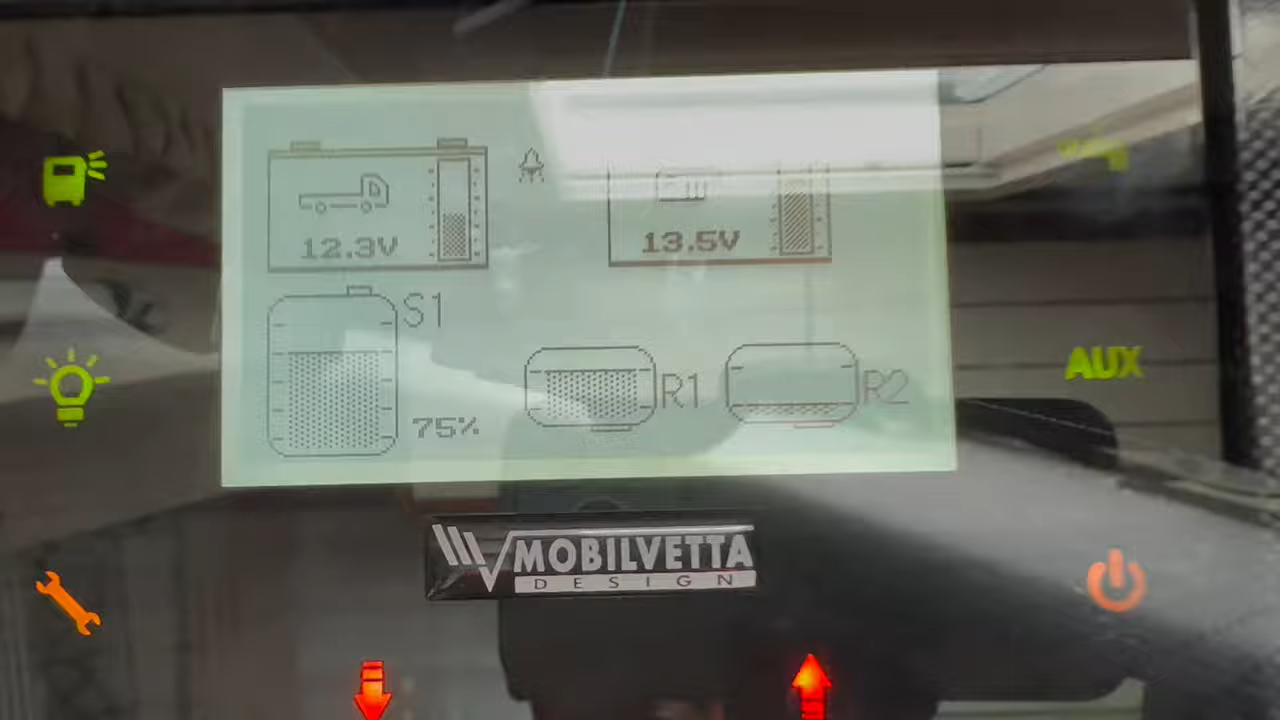 12.3V
13.5V
S1
75%
R1
R2
AUX
MOBILVETTA
DESIGN